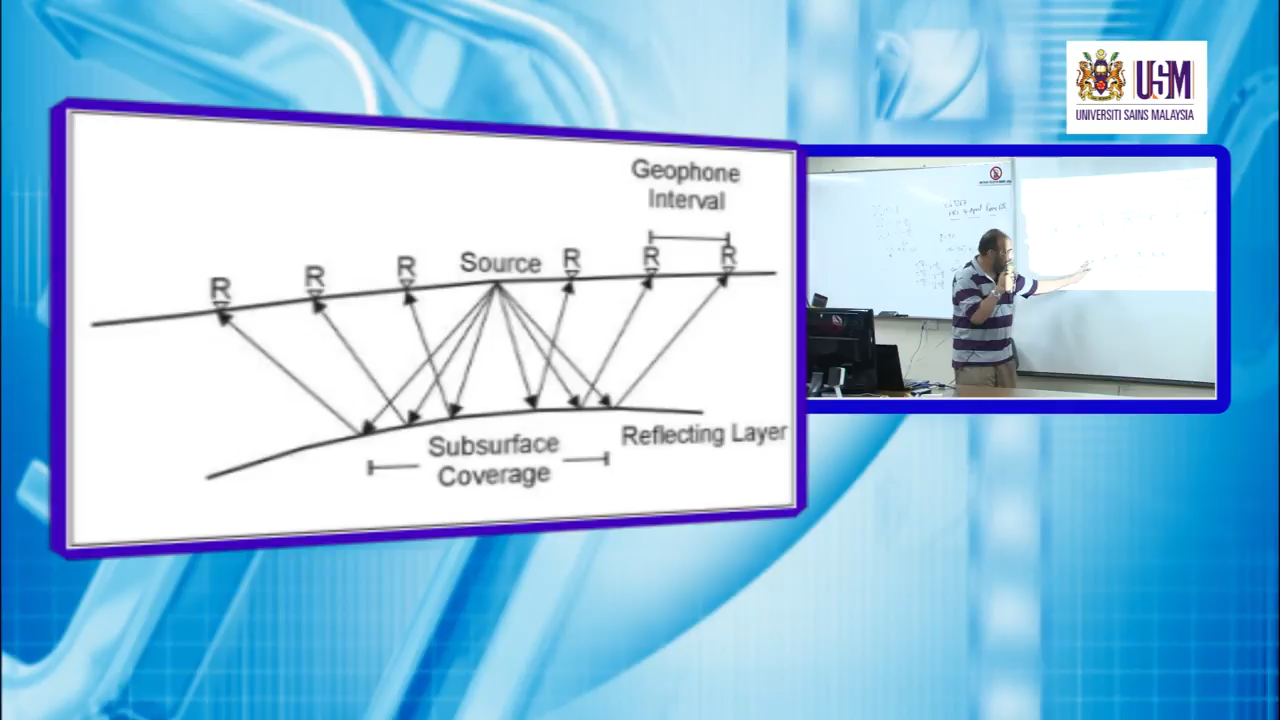 USM
UNIVERSITI SAINS MALAYSIA
Geophone
Interval
R
R
R
Source
R
R
R
Subsurface
Coverage
Reflecting Layer